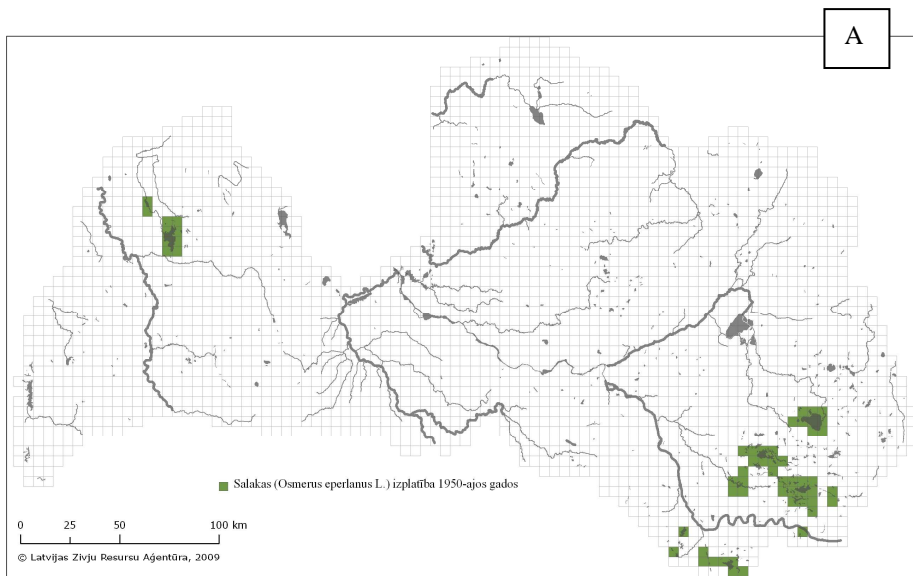 A
Salakas (Osmerus eperlanus L.) izplatība 1950-ajos gados
0 25 50 100 km
© Latvijas Zivju Resursu Aģentūra, 2009